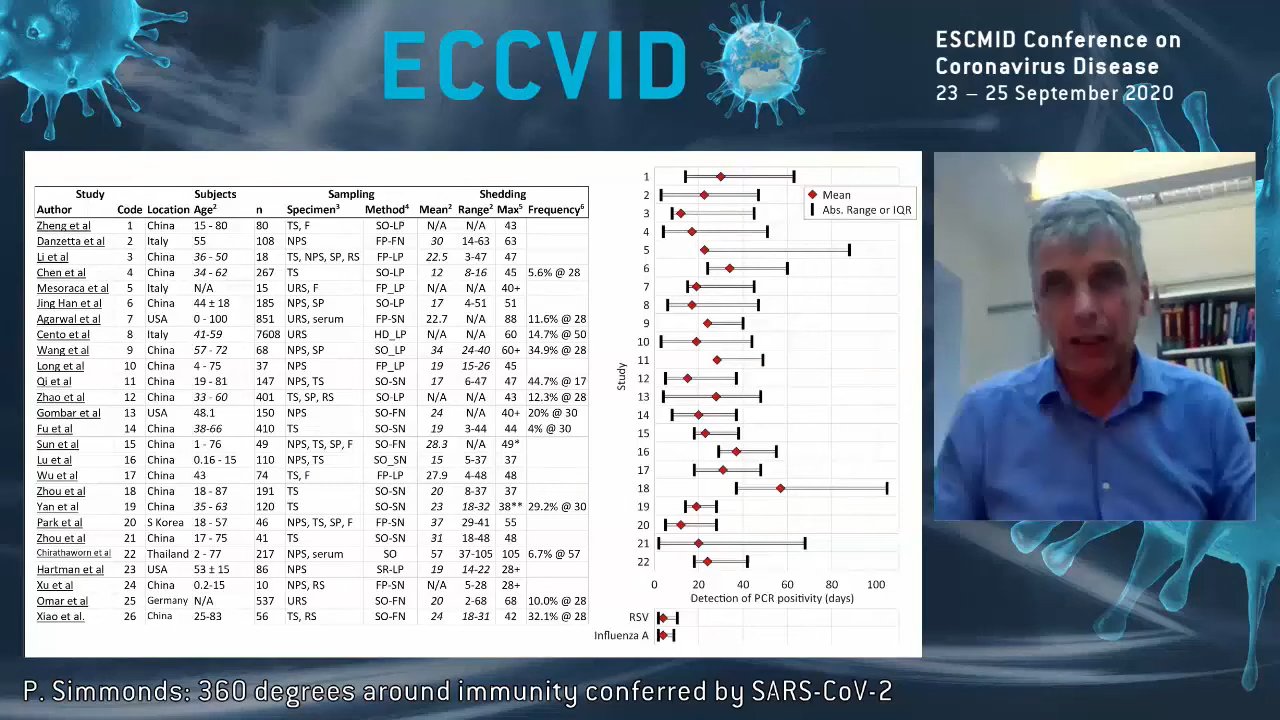 ECCVID
ESCMID Conference on
Coronavirus Disease
23 – 25 September 2020
Study Subjects Sampling Shedding
Author Code Location Age² n Specimen³ Method⁴ Mean² Range² Max⁵ Frequency⁶
Zheng et al 1 China 15 - 80 80 TS, F SO-LP N/A N/A 43
Danzetta et al 2 Italy 55 108 NPS FP-FN 30 14-63 63
Li et al 3 China 36 - 50 18 TS, NPS, SP, RS FP-LP 22.5 3-47 47
Chen et al 4 China 34 - 62 267 TS SO-LP 12 8-16 45 5.6% @ 28
Mesoraca et al 5 Italy N/A 15 URS, F FP_LP N/A N/A 40+
Jing Han et al 6 China 44 ± 18 185 NPS, SP SO-LP 17 4-51 51
Agarwal et al 7 USA 0 - 100 851 URS, serum FP-SN 22.7 N/A 88 11.6% @ 28
Cento et al 8 Italy 41-59 7608 URS HD_LP N/A N/A 60 14.7% @ 50
Wang et al 9 China 57 - 72 68 NPS, SP SO_LP 34 24-40 60+ 34.9% @ 28
Long et al 10 China 4 - 75 37 NPS FP_LP 19 15-26 45
Qi et al 11 China 19 - 81 147 NPS, TS SO-SN 17 6-47 47 44.7% @ 17
Zhao et al 12 China 33 - 60 401 TS, SP, RS SO-LP N/A N/A 43 12.3% @ 28
Gombar et al 13 USA 48.1 150 NPS SO-FN 24 N/A 40+ 20% @ 30
Fu et al 14 China 38-66 410 TS SO-SN 19 3-44 44 4% @ 30
Sun et al 15 China 1 - 76 49 NPS, TS, SP, F SO-FN 28.3 N/A 49*
Lu et al 16 China 0.16 - 15 110 NPS, TS SO_SN 15 5-37 37
Wu et al 17 China 43 74 TS, F FP-LP 27.9 4-48 48
Zhou et al 18 China 18 - 87 191 TS SO-SN 20 8-37 37
Yan et al 19 China 35 - 63 120 TS SO-SN 23 18-32 38** 29.2% @ 30
Park et al 20 S Korea 18 - 57 46 NPS, TS, SP, F FP-SN 37 29-41 55
Zhou et al 21 China 17 - 75 41 TS SO-SN 31 18-48 48
Chirathaworn et al 22 Thailand 2 - 77 217 NPS, serum SO 57 37-105 105 6.7% @ 57
Hartman et al 23 USA 53 ± 15 86 NPS SR-LP 19 14-22 28+
Xu et al 24 China 0.2-15 10 NPS, RS FP-SN N/A 5-28 28+
Omar et al 25 Germany N/A 537 URS SO-FN 20 2-68 68 10.0% @ 28
Xiao et al. 26 China 25-83 56 TS, RS SO-FN 24 18-31 42 32.1% @ 28
Mean
Abs. Range or IQR
1
2
3
4
5
6
7
8
9
10
11
12
13
14
15
16
17
18
19
20
21
22
Study
0 20 40 60 80 100
Detection of PCR positivity (days)
RSV
Influenza A
P. Simmonds: 360 degrees around immunity conferred by SARS-CoV-2